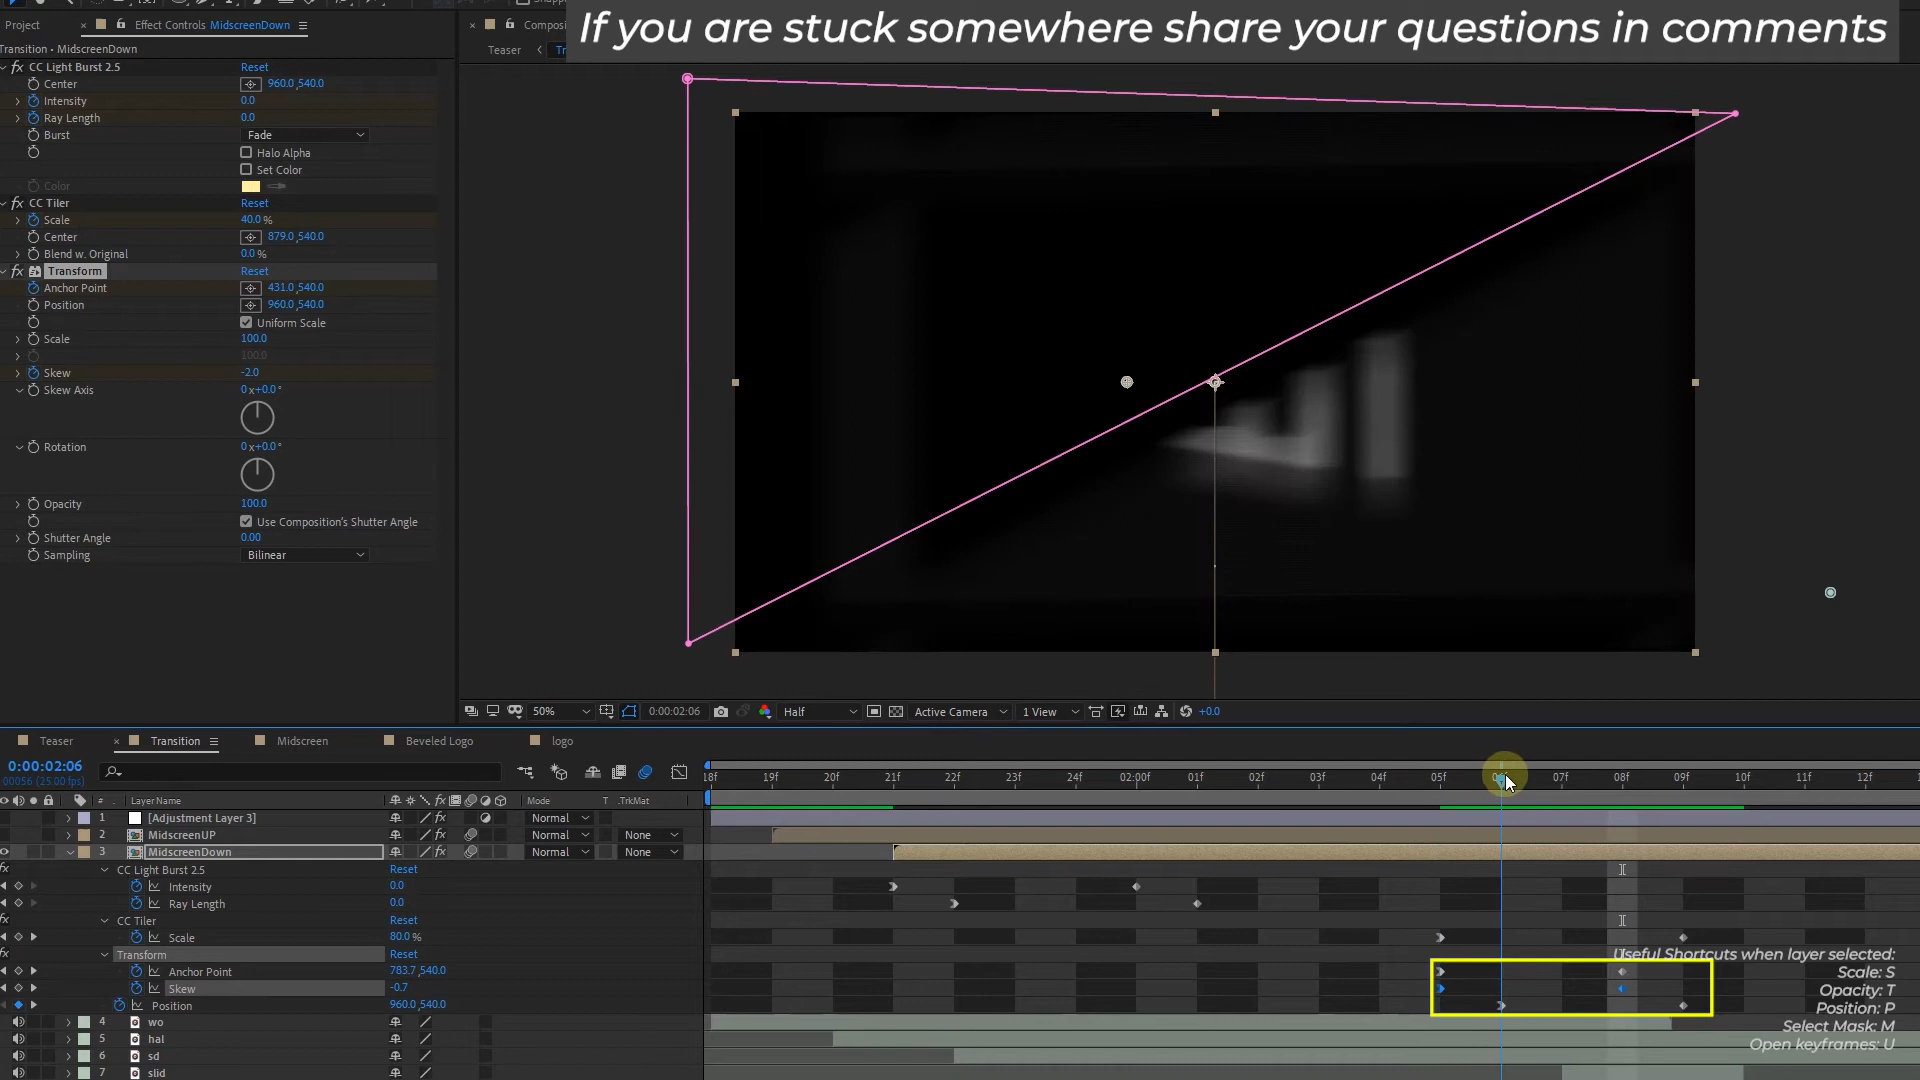 If you are stuck somewhere share your questions in comments
Project
Effect Controls MidscreenDown
Transition • MidscreenDown
Teaser
CC Light Burst 2.5 Reset
Center 960.0,540.0
Intensity 0.0
Ray Length 0.0
Burst Fade
Halo Alpha
Set Color
Color
CC Tiler Reset
Scale 40.0 %
Center 879.0,540.0
Blend w. Original 0.0 %
Transform Reset
Anchor Point 431.0,540.0
Position 960.0,540.0
Uniform Scale
Scale 100.0
100.0
Skew -2.0
Skew Axis 0x+0.0°
Rotation 0x+0.0°
Opacity 100.0
Use Composition's Shutter Angle
Shutter Angle 0.00
Sampling Bilinear
50% 0:00:02:06 Half Active Camera 1 View +0.0
Teaser Transition Midscreen Beveled Logo logo
0:00:02:06
00056 (25.00 fps)
18f 19f 20f 21f 22f 23f 24f 02:00f 01f 02f 03f 04f 05f 07f 08f 09f 10f 11f 12f
# Layer Name Mode T .TrkMat
1 [Adjustment Layer 3] Normal
2 MidscreenUP Normal None
3 MidscreenDown Normal None
CC Light Burst 2.5 Reset
Intensity 0.0
Ray Length 0.0
CC Tiler Reset
Scale 80.0 %
Transform Reset
Anchor Point 783.7,540.0
Skew -0.7
Position 960.0,540.0
4 wo
5 hal
6 sd
7 slid
Useful Shortcuts when layer selected:
Scale: S
Opacity: T
Position: P
Select Mask: M
Open keyframes: U